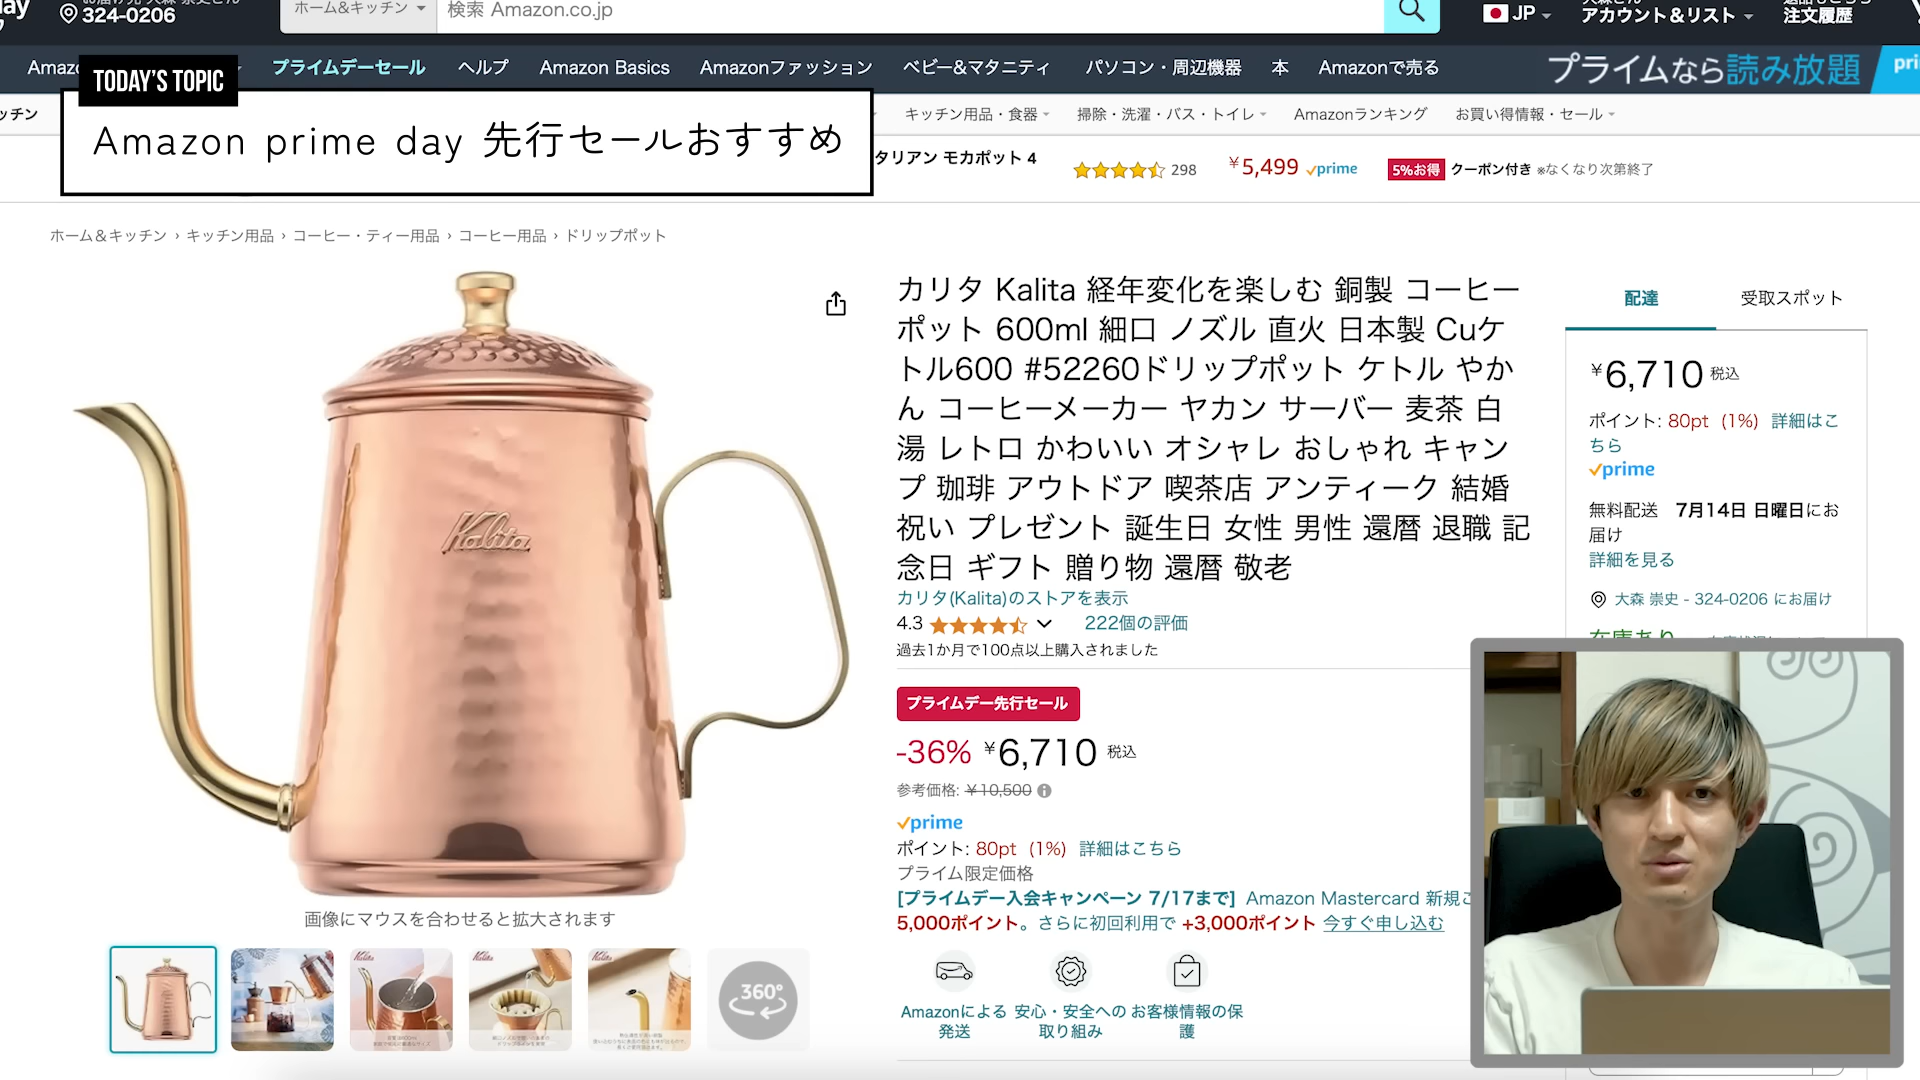 324-0206
ホーム&キッチン
検索 Amazon.co.jp
JP
アカウント&リスト
注文履歴
プライムデーセール
ヘルプ
Amazon Basics
Amazonファッション
ベビー&マタニティ
パソコン・周辺機器
本
Amazonで売る
プライムなら読み放題
TODAY'S TOPIC
Amazon prime day 先行セールおすすめ
キッチン用品・食器
掃除・洗濯・バス・トイレ
Amazonランキング
お買い得情報・セール
タリアン モカポット 4
298
¥5,499 prime
5%お得 クーポン付き ※なくなり次第終了
ホーム&キッチン › キッチン用品 › コーヒー・ティー用品 › コーヒー用品 › ドリップポット
Kalita
カリタ Kalita 経年変化を楽しむ 銅製 コーヒー
ポット 600ml 細口 ノズル 直火 日本製 Cuケ
トル600 #52260ドリップポット ケトル やか
ん コーヒーメーカー ヤカン サーバー 麦茶 白
湯 レトロ かわいい オシャレ おしゃれ キャン
プ 珈琲 アウトドア 喫茶店 アンティーク 結婚
祝い プレゼント 誕生日 女性 男性 還暦 退職 記
念日 ギフト 贈り物 還暦 敬老
カリタ(Kalita)のストアを表示
4.3
222個の評価
過去1か月で100点以上購入されました
プライムデー先行セール
-36% ¥6,710 税込
参考価格: ¥10,500
prime
ポイント: 80pt (1%) 詳細はこちら
プライム限定価格
[プライムデー入会キャンペーン 7/17まで] Amazon Mastercard 新規
5,000ポイント。さらに初回利用で +3,000ポイント 今すぐ申し込む
Amazonによる
発送
安心・安全への
取り組み
お客様情報の保
護
配達
受取スポット
¥6,710 税込
ポイント: 80pt (1%) 詳細はこ
ちら
prime
無料配送 7月14日 日曜日にお
届け
詳細を見る
大森 崇史 - 324-0206 にお届け
在庫あり
画像にマウスを合わせると拡大されます
Kalita
Kalita
Kalita
360°